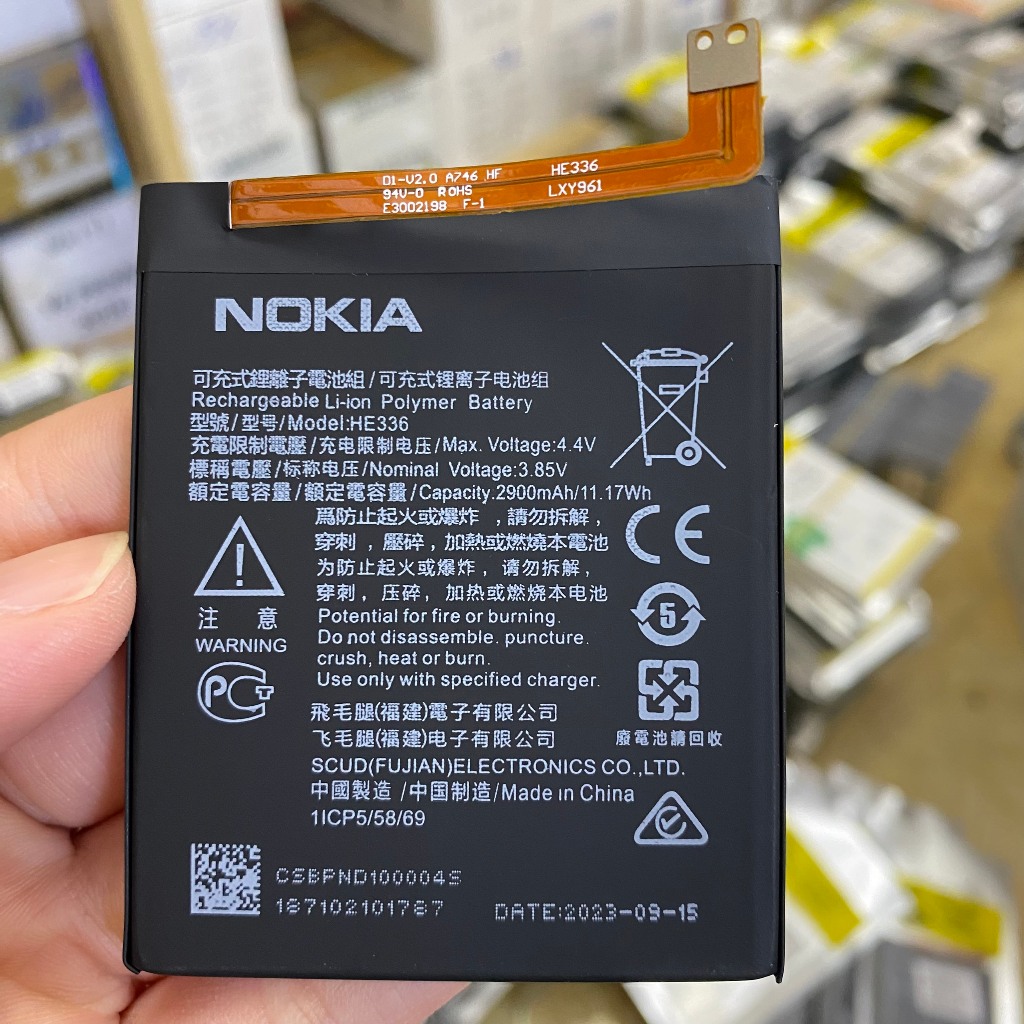 D1-V2.0 A746 HF HE336
94V-0 ROHS LXY961
E3002198 F-1
NOKIA
可充式鋰離子電池組/可充式锂离子电池组
Rechargeable Li-ion Polymer Battery
型號/型号/Model:HE336
充電限制電壓/充电限制电压/Max. Voltage:4.4V
標稱電壓/标称电压/Nominal Voltage:3.85V
額定電容量/額定電容量/Capacity.2900mAh/11.17Wh
爲防止起火或爆炸，請勿拆解，
穿刺，壓碎，加熱或燃燒本電池
为防止起火或爆炸，请勿拆解，
穿刺，压碎，加热或燃烧本电池
Potential for fire or burning.
Do not disassemble. puncture.
crush, heat or burn.
Use only with specified charger.
注 意
WARNING
PCT
CE
5
廢電池請回收
飛毛腿(福建)電子有限公司
飞毛腿(福建)电子有限公司
SCUD(FUJIAN)ELECTRONICS CO.,LTD.
中國製造/中国制造/Made in China
1ICP5/58/69
CSBPND100004S
187102101787
DATE:2023-09-15